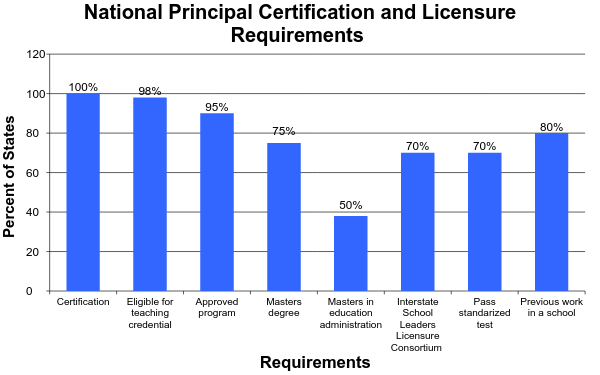 National Principal Certification and Licensure
Requirements
Percent of States
120
100
80
60
40
20
0
100%
98%
95%
75%
50%
70%
70%
80%
Certification
Eligible for
teaching
credential
Approved
program
Masters
degree
Masters in
education
administration
Interstate
School
Leaders
Licensure
Consortium
Pass
standarized
test
Previous work
in a school
Requirements